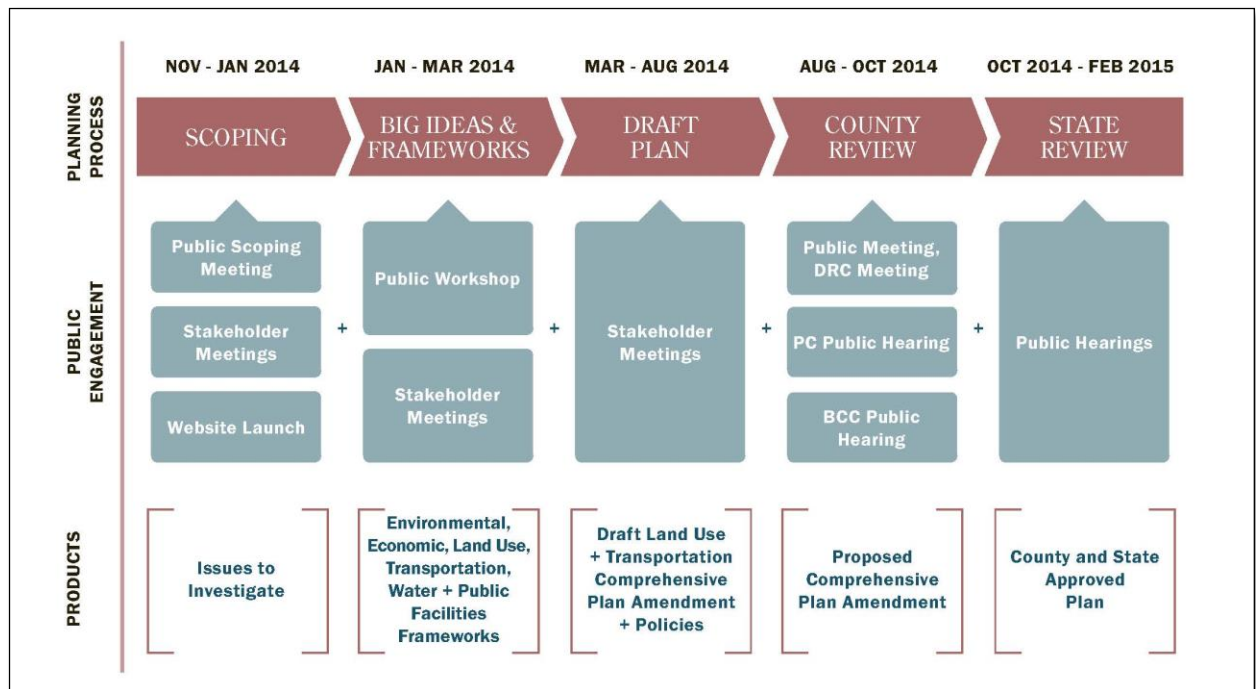 NOV - JAN 2014
JAN - MAR 2014
MAR - AUG 2014
AUG - OCT 2014
OCT 2014 - FEB 2015
PLANNING
PROCESS
SCOPING
BIG IDEAS &
FRAMEWORKS
DRAFT
PLAN
COUNTY
REVIEW
STATE
REVIEW
PUBLIC
ENGAGEMENT
Public Scoping
Meeting
Stakeholder
Meetings
Website Launch
+
Public Workshop
Stakeholder
Meetings
+
Stakeholder
Meetings
+
Public Meeting,
DRC Meeting
PC Public Hearing
BCC Public
Hearing
+
Public Hearings
PRODUCTS
Issues to
Investigate
Environmental,
Economic, Land Use,
Transportation,
Water + Public
Facilities
Frameworks
Draft Land Use
+ Transportation
Comprehensive
Plan Amendment
+ Policies
Proposed
Comprehensive
Plan Amendment
County and State
Approved
Plan